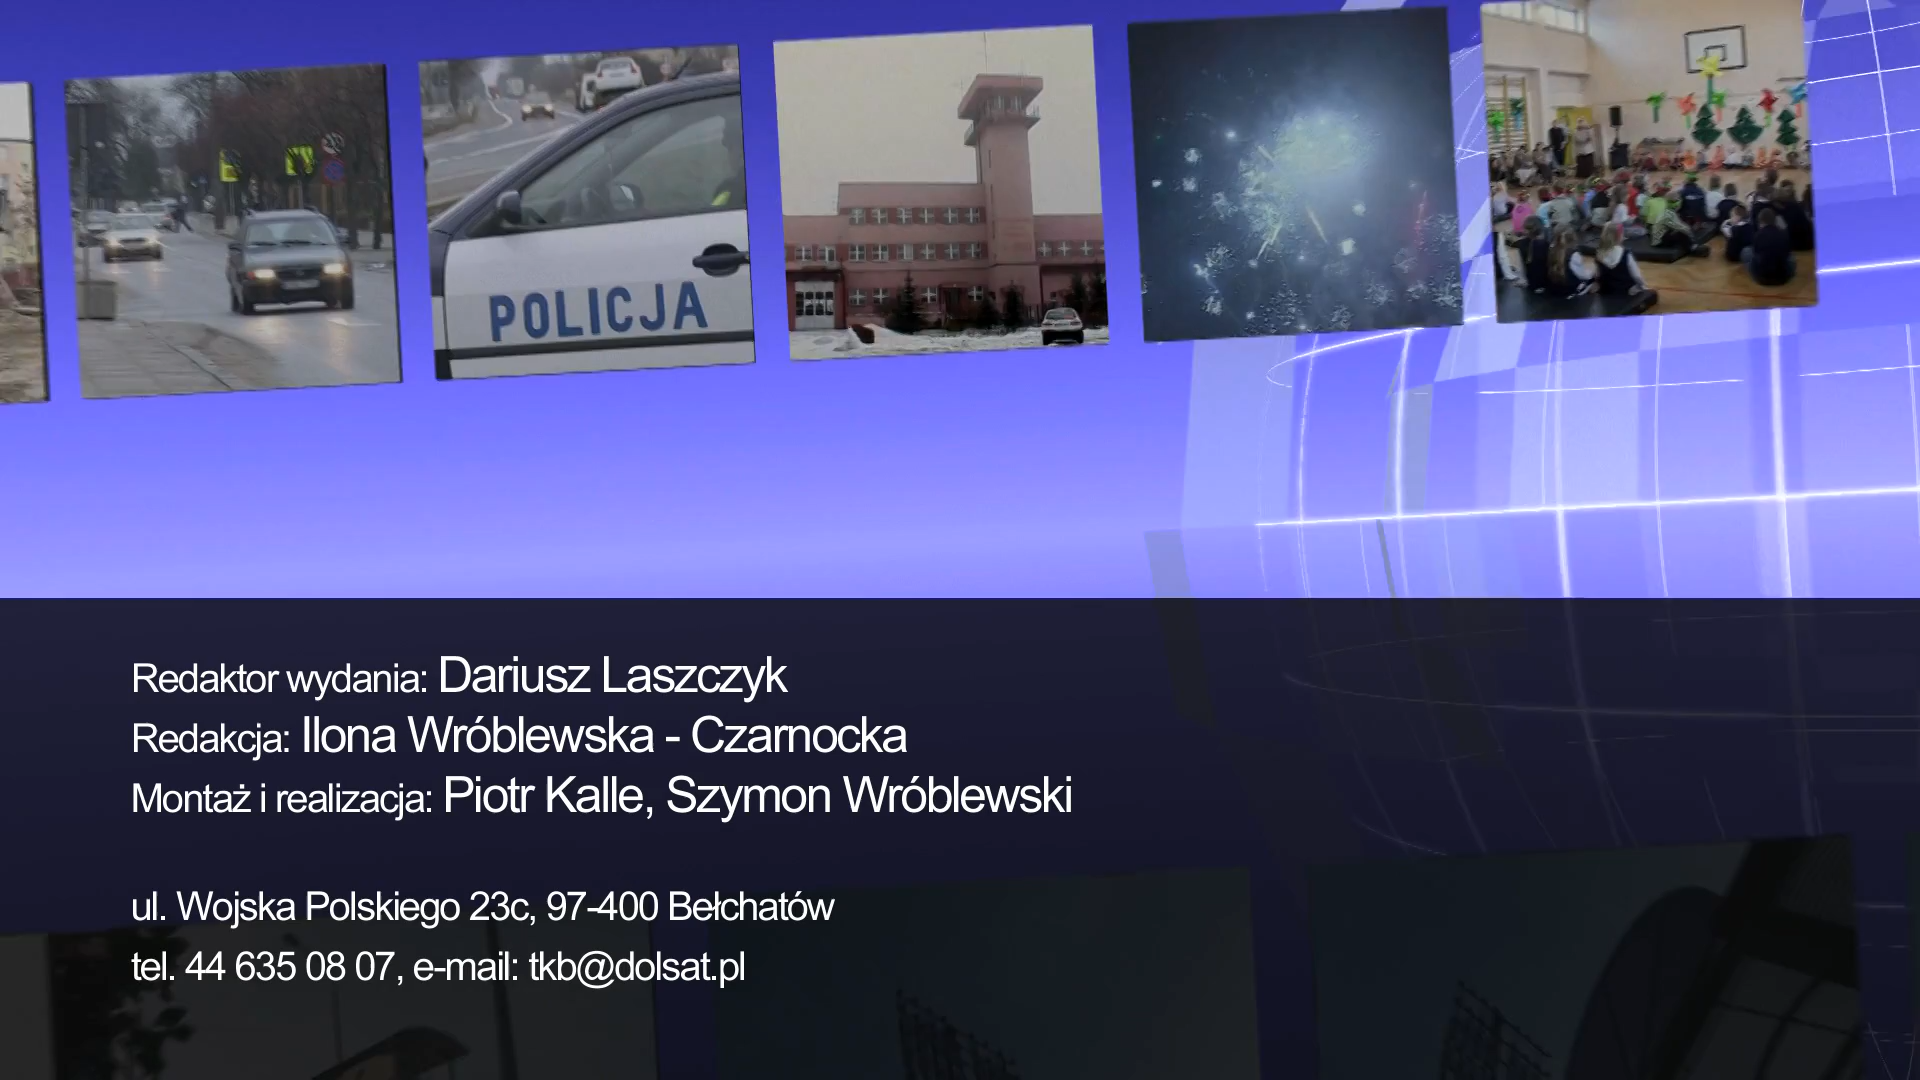 POLICJA
Redaktor wydania: Dariusz Laszczyk
Redakcja: Ilona Wróblewska - Czarnocka
Montaż i realizacja: Piotr Kalle, Szymon Wróblewski
ul. Wojska Polskiego 23c, 97-400 Bełchatów
tel. 44 635 08 07, e-mail: tkb@dolsat.pl